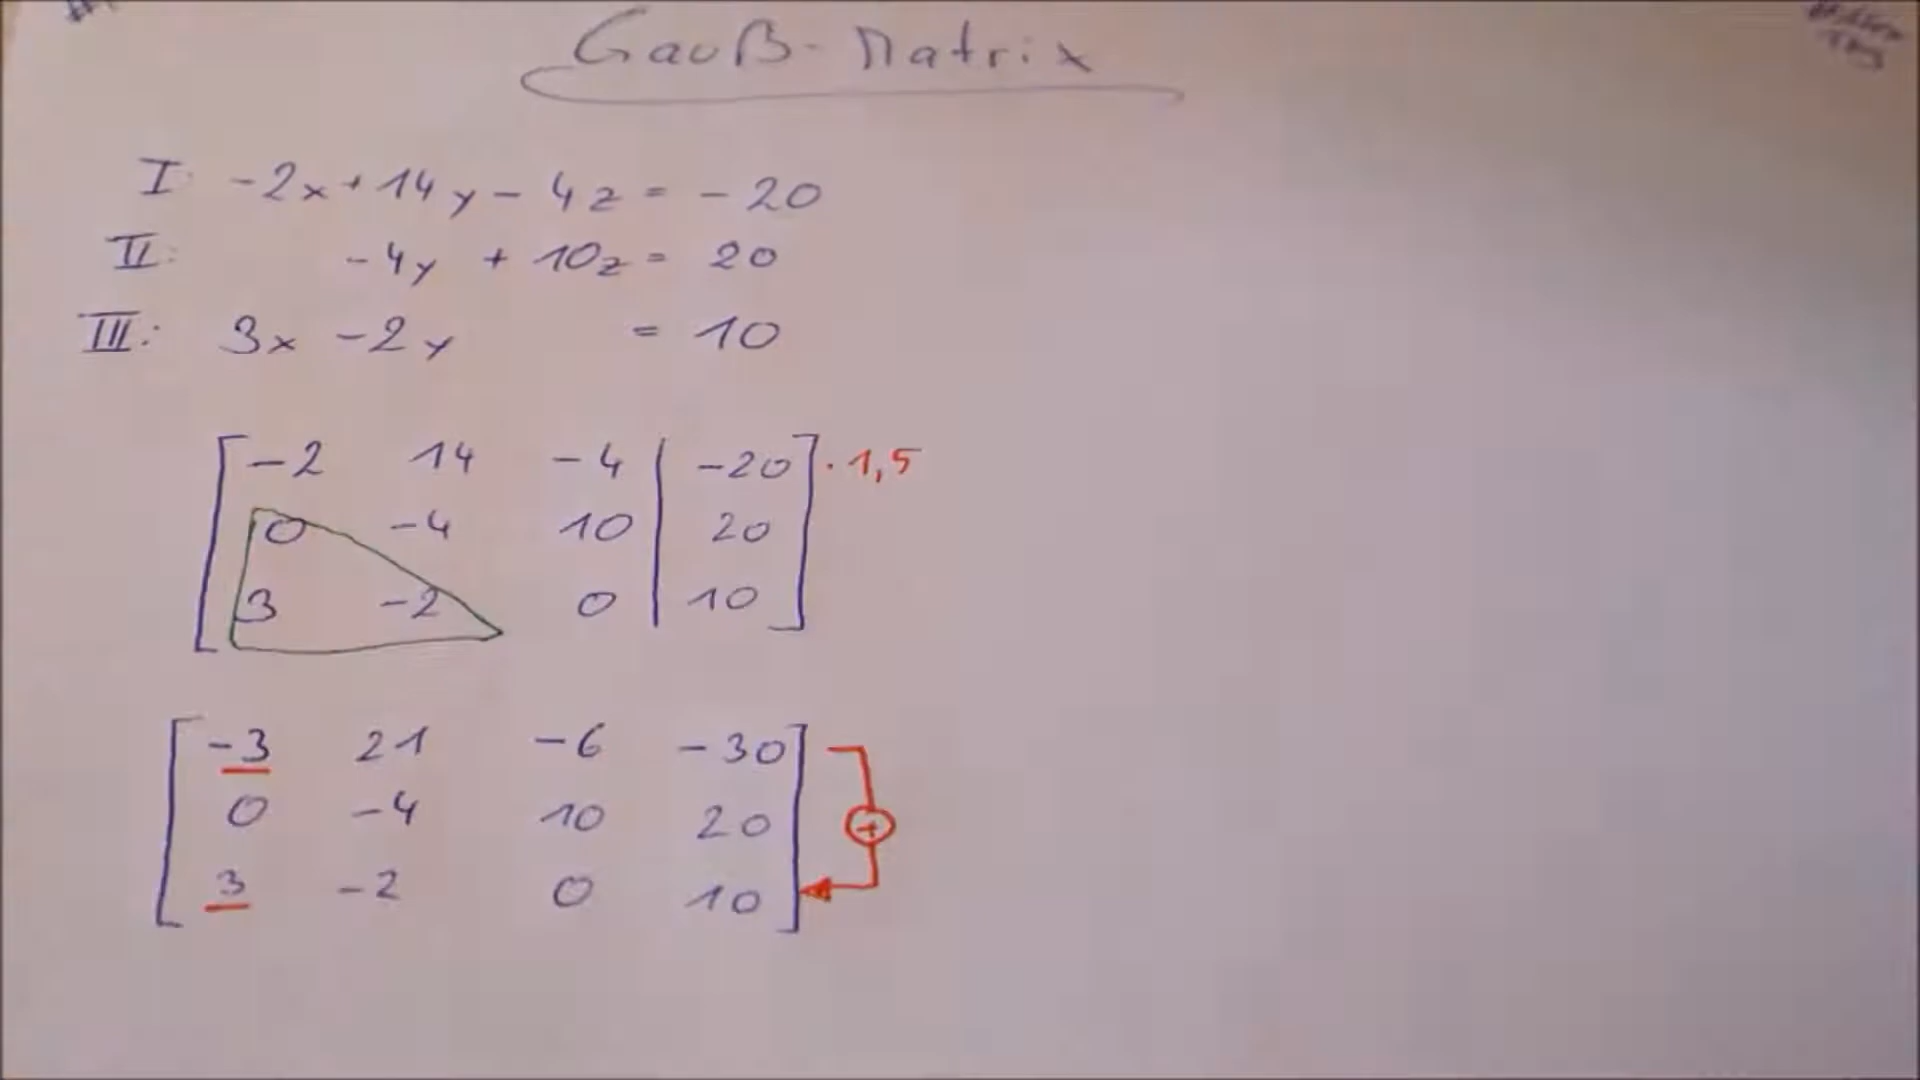 Gauß-Matrix
I: -2x + 14y - 4z = -20
II: -4y + 10z = 20
III: 3x - 2y = 10
[ -2 14 -4 | -20 ] · 1,5
0 -4 10 | 20
3 -2 0 | 10
[ -3 21 -6 -30 ]
0 -4 10 20 +
3 -2 0 10